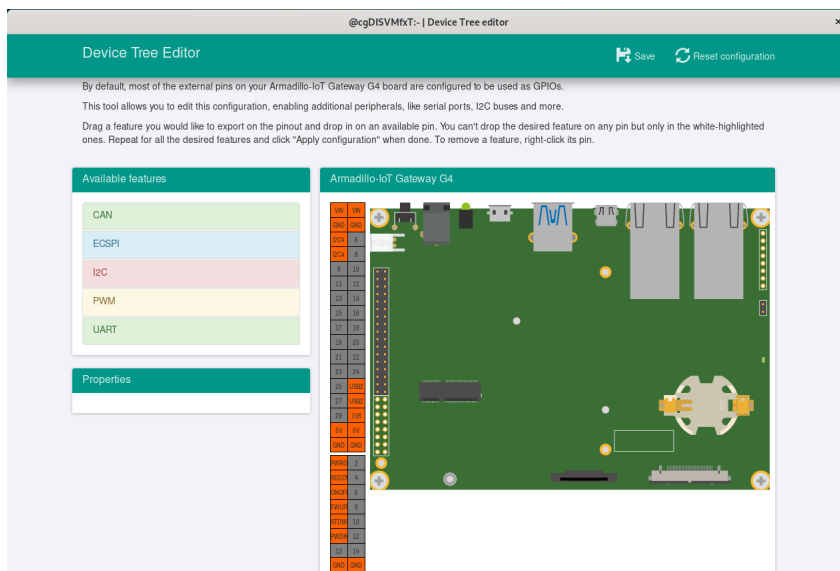 @cgDISVMfxT:- | Device Tree editor
×
Device Tree Editor
Save
Reset configuration
By default, most of the external pins on your Armadillo-IoT Gateway G4 board are configured to be used as GPIOs.
This tool allows you to edit this configuration, enabling additional peripherals, like serial ports, I2C buses and more.
Drag a feature you would like to export on the pinout and drop in on an available pin. You can't drop the desired feature on any pin but only in the white-highlighted
ones. Repeat for all the desired features and click "Apply configuration" when done. To remove a feature, right-click its pin.
Available features
CAN
ECSPI
I2C
PWM
UART
Properties
Armadillo-IoT Gateway G4
VIN VIN
GND GND
I2C4 6
I2C4 8
9 10
11 12
13 14
15 16
17 18
19 20
21 22
23 24
25 USB2
27 USB2
29 1V8
5V 5V
GND GND
PWRO 2
RECO 4
ONOF 6
FWUP 8
STDW 10
PWDI 12
13 14
GND GND